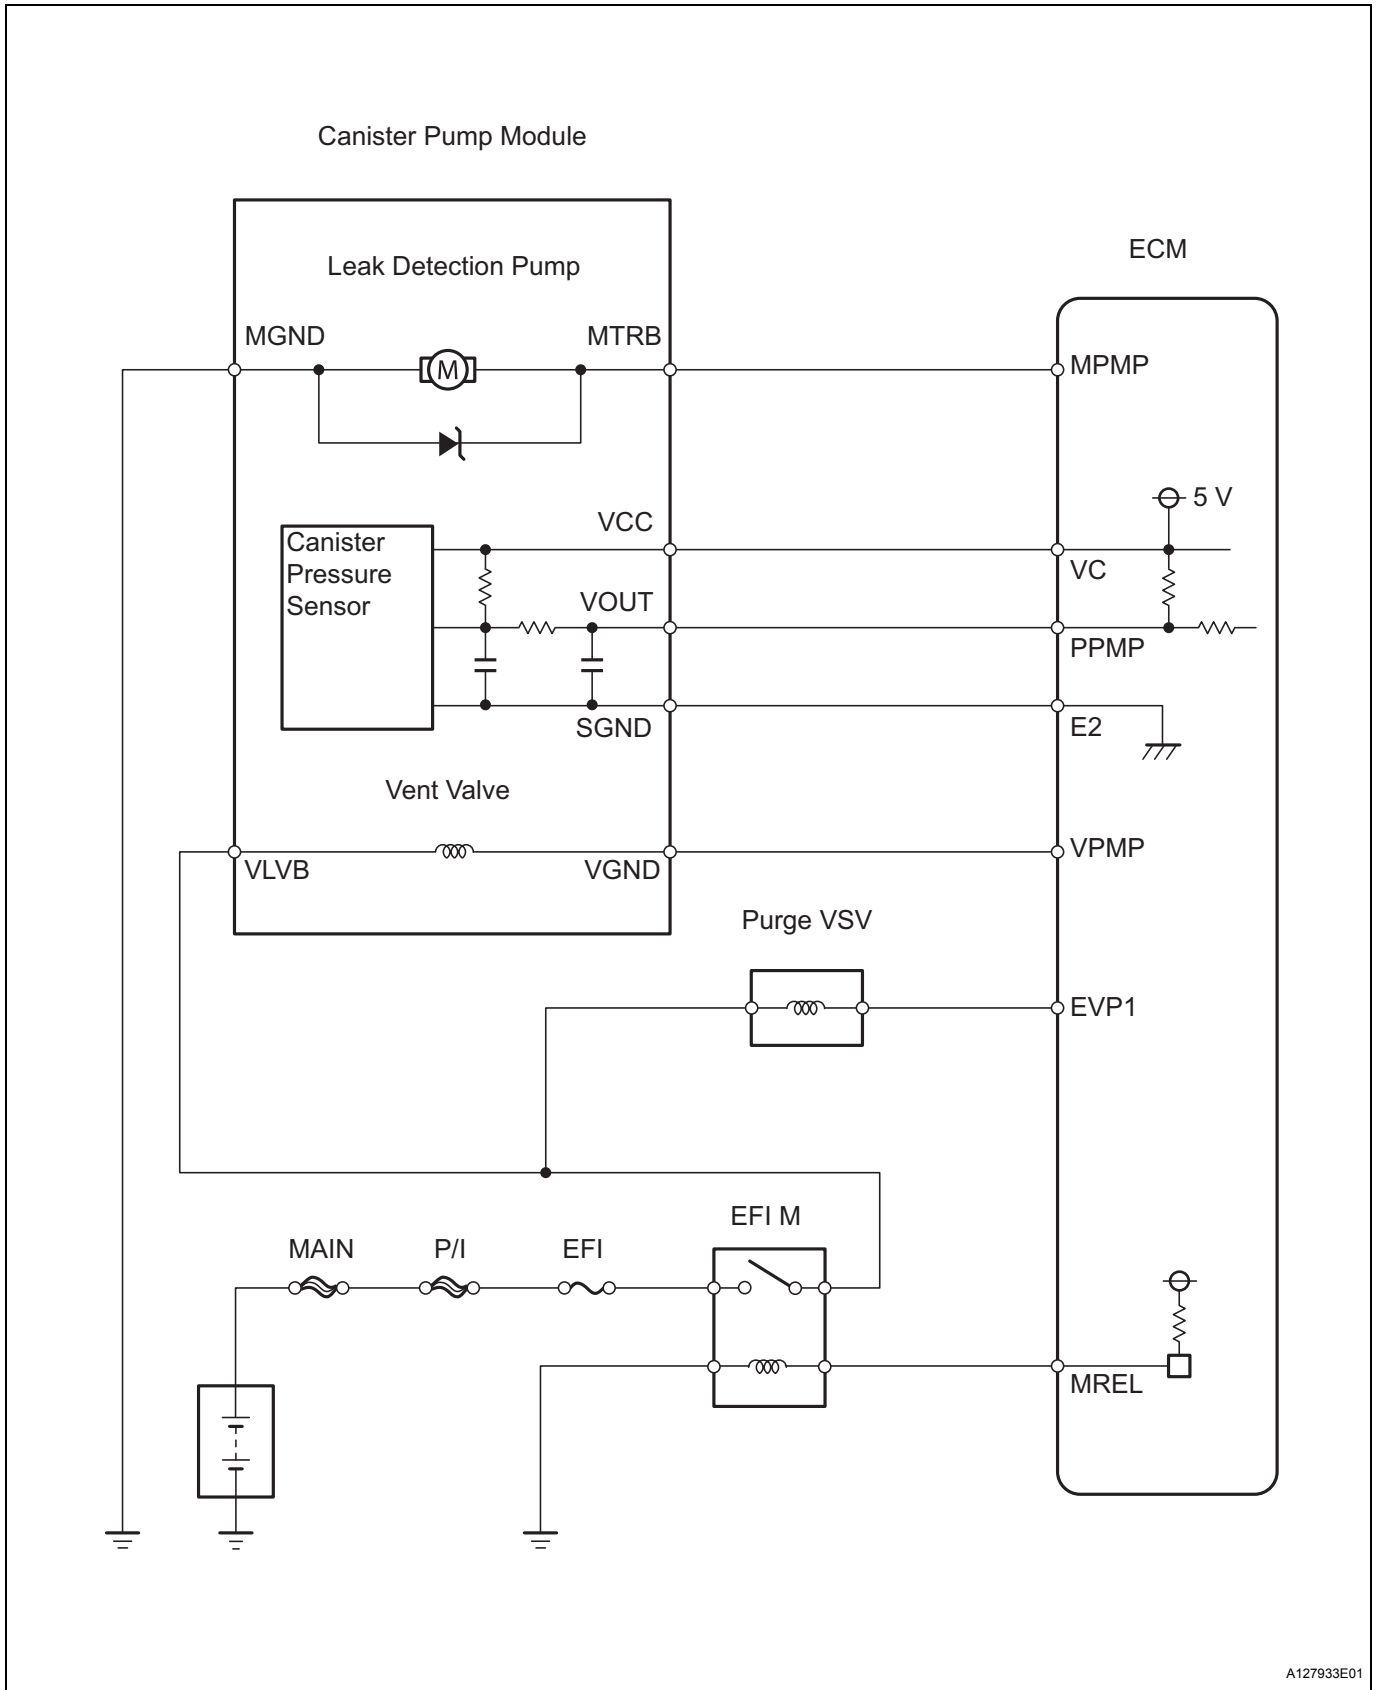 Canister Pump Module
ECM
Leak Detection Pump
MGND
MTRB
M
MPMP
5 V
Canister
Pressure
Sensor
VCC
VC
VOUT
PPMP
SGND
E2
Vent Valve
VLVB
VGND
VPMP
Purge VSV
EVP1
EFI M
MAIN
P/I
EFI
MREL
A127933E01